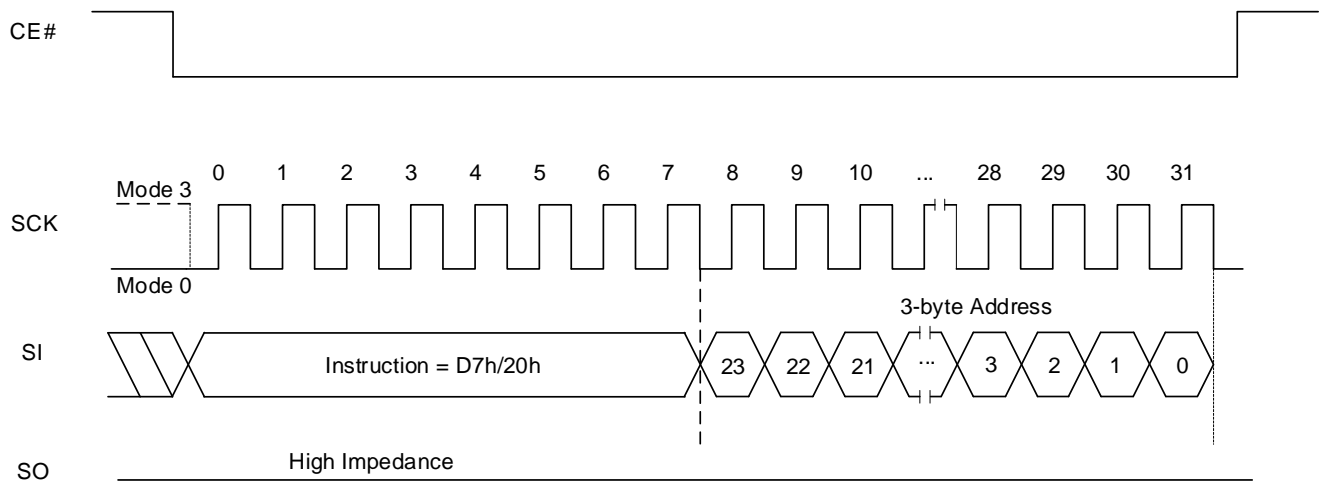 CE#
0 1 2 3 4 5 6 7 8 9 10 ... 28 29 30 31
Mode 3
SCK
Mode 0
3-byte Address
SI
Instruction = D7h/20h 23 22 21 ... 3 2 1 0
High Impedance
SO